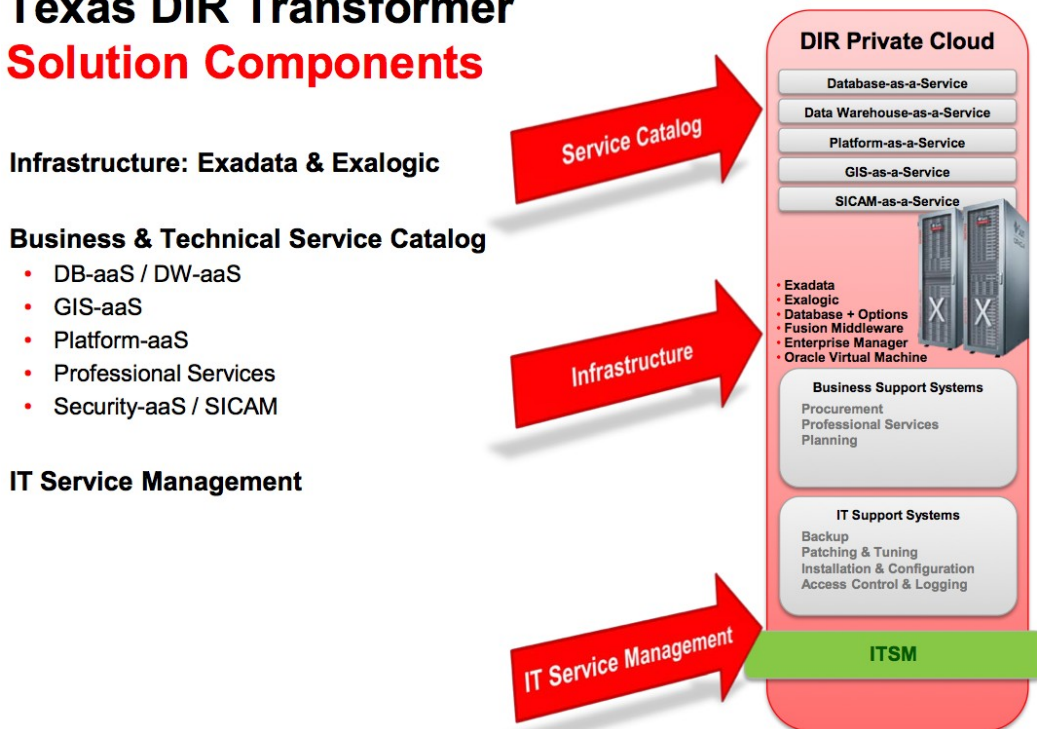 Texas DIR Transformer
Solution Components
Infrastructure: Exadata & Exalogic
Business & Technical Service Catalog
• DB-aaS / DW-aaS
• GIS-aaS
• Platform-aaS
• Professional Services
• Security-aaS / SICAM
IT Service Management
Service Catalog
Infrastructure
IT Service Management
DIR Private Cloud
Database-as-a-Service
Data Warehouse-as-a-Service
Platform-as-a-Service
GIS-as-a-Service
SICAM-as-a-Service
• Exadata
• Exalogic
• Database + Options
• Fusion Middleware
• Enterprise Manager
• Oracle Virtual Machine
X X
Business Support Systems
Procurement
Professional Services
Planning
IT Support Systems
Backup
Patching & Tuning
Installation & Configuration
Access Control & Logging
ITSM